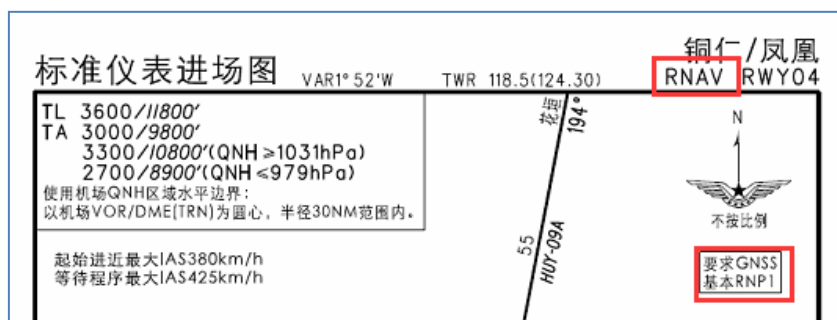 铜仁/凤凰
标准仪表进场图 VAR1°52'W TWR 118.5(124.30) RNAV RWY04
TL 3600/11800'
TA 3000/9800'
3300/10800'(QNH≥1031hPa)
2700/8900'(QNH≤979hPa)
使用机场QNH区域水平边界:
以机场VOR/DME(TRN)为圆心，半径30NM范围内。
起始进近最大IAS380km/h
等待程序最大IAS425km/h
花垣
194°
55
HUY-09A
N
不按比例
要求GNSS
基本RNP1